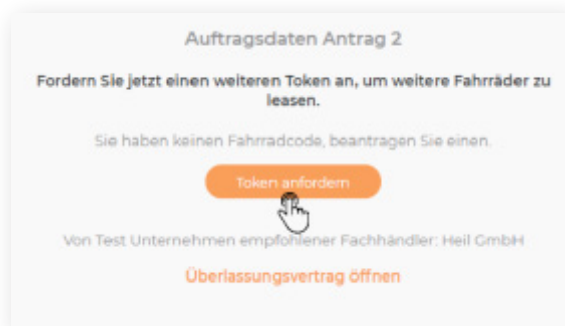 Auftragsdaten Antrag 2
Fordern Sie jetzt einen weiteren Token an, um weitere Fahrräder zu
leasen.
Sie haben keinen Fahrradcode, beantragen Sie einen.
Token anfordern
Von Test Unternehmen empfohlener Fachhändler: Heil GmbH
Überlassungsvertrag öffnen